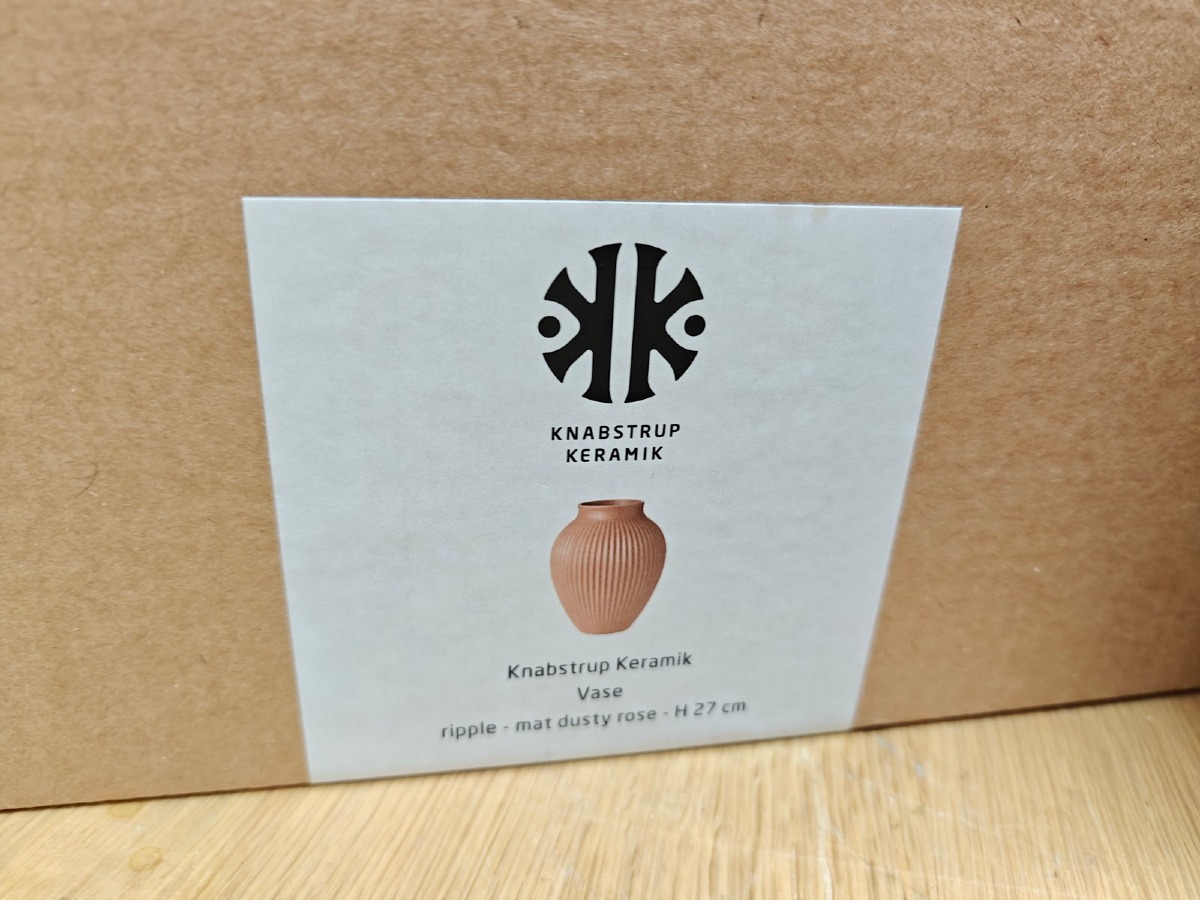 KNABSTRUP
KERAMIK
Knabstrup Keramik
Vase
ripple - mat dusty rose - H 27 cm